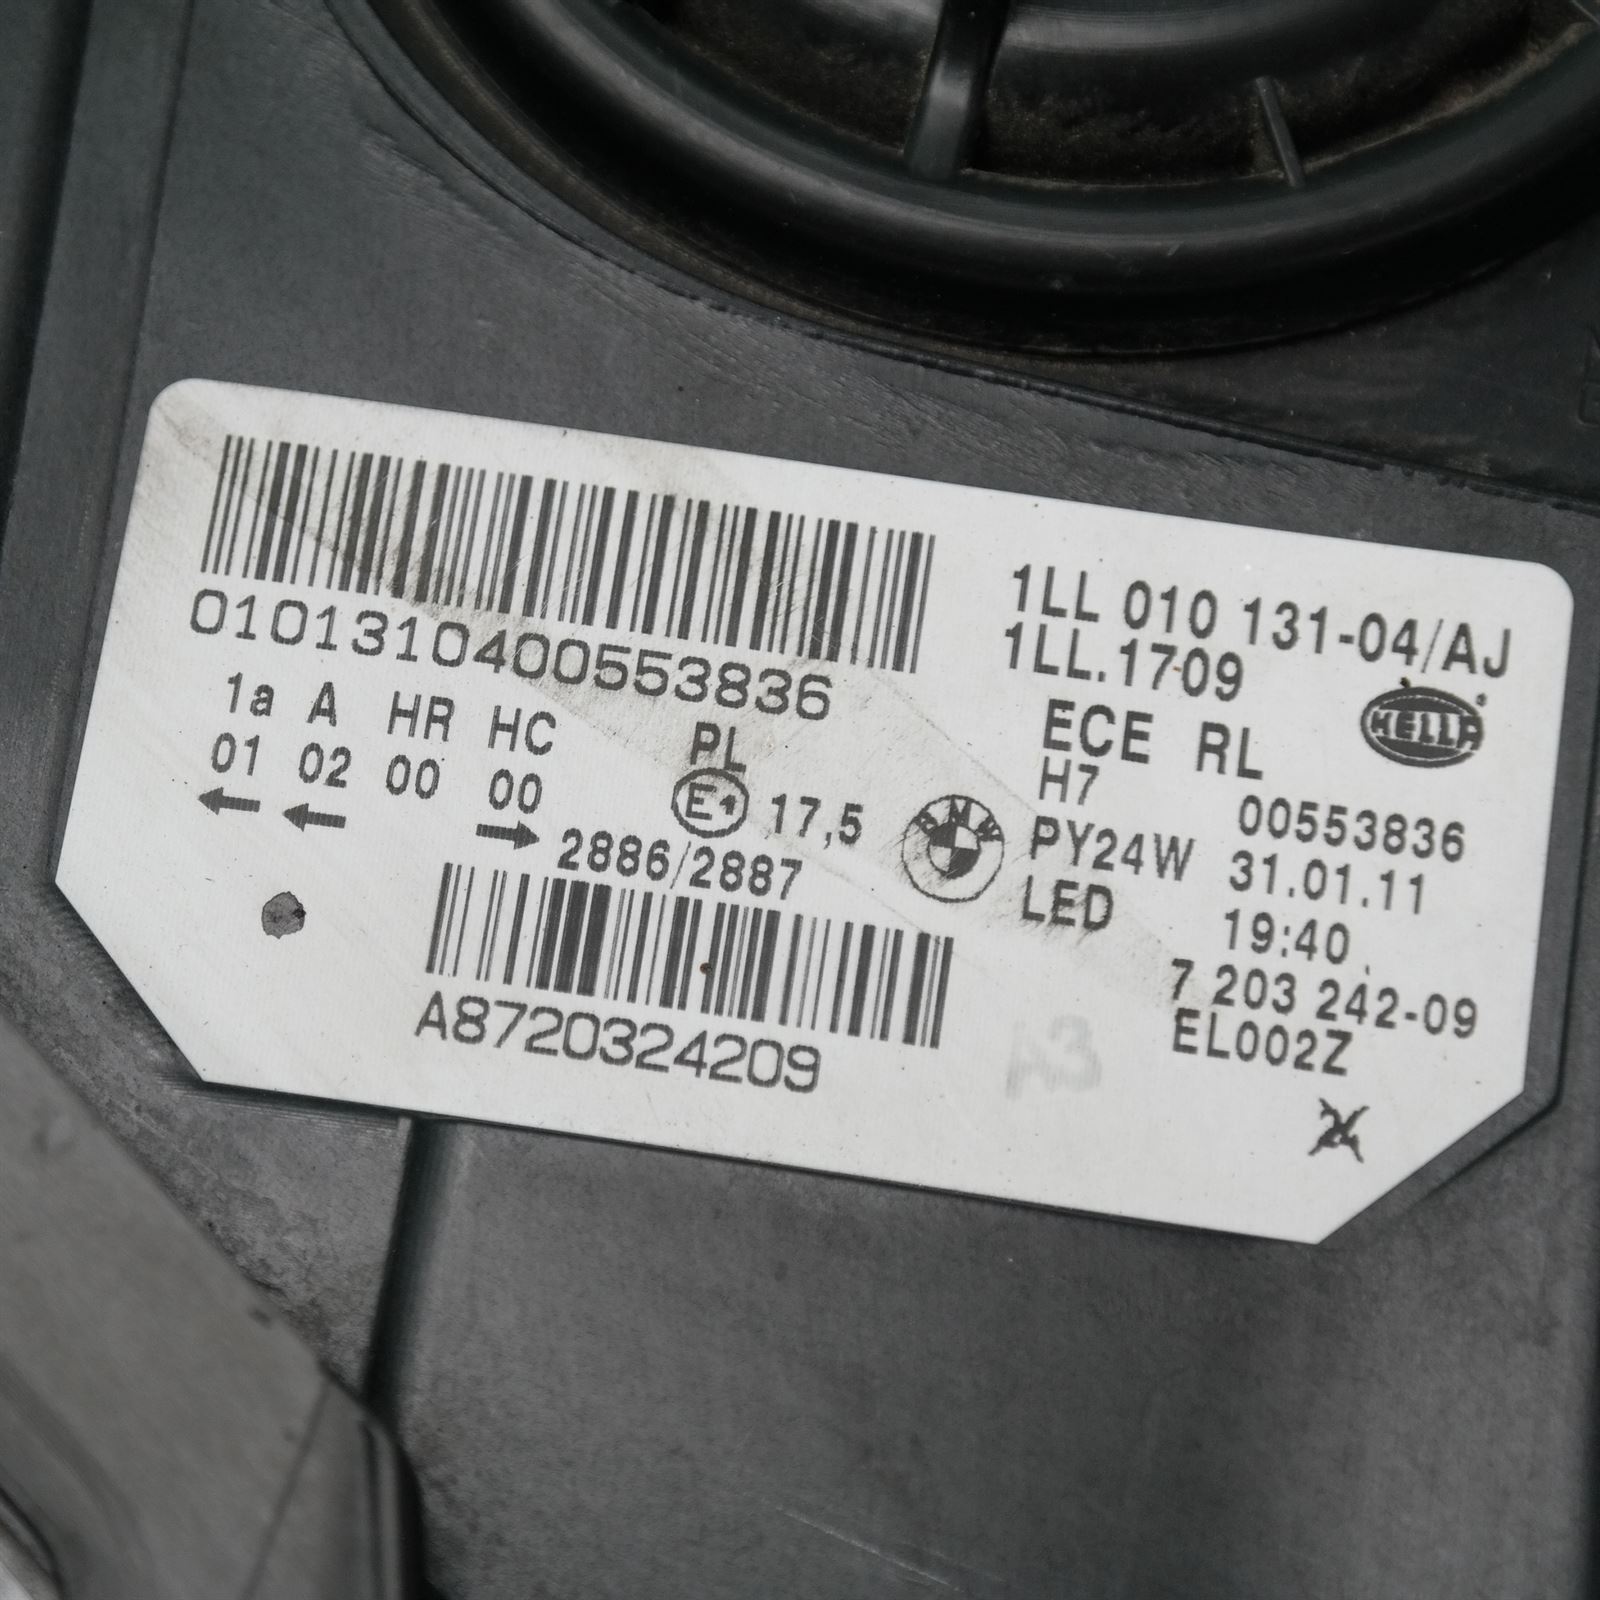 0101310400553836
1a A HR HC PL
01 02 00 00
E1 17,5
2886/2887
A8720324209
1LL 010 131-04/AJ
1LL.1709
HELLA
ECE RL
H7
00553836
BMW
PY24W 31.01.11
LED 19:40
7 203 242-09
EL002Z
A3